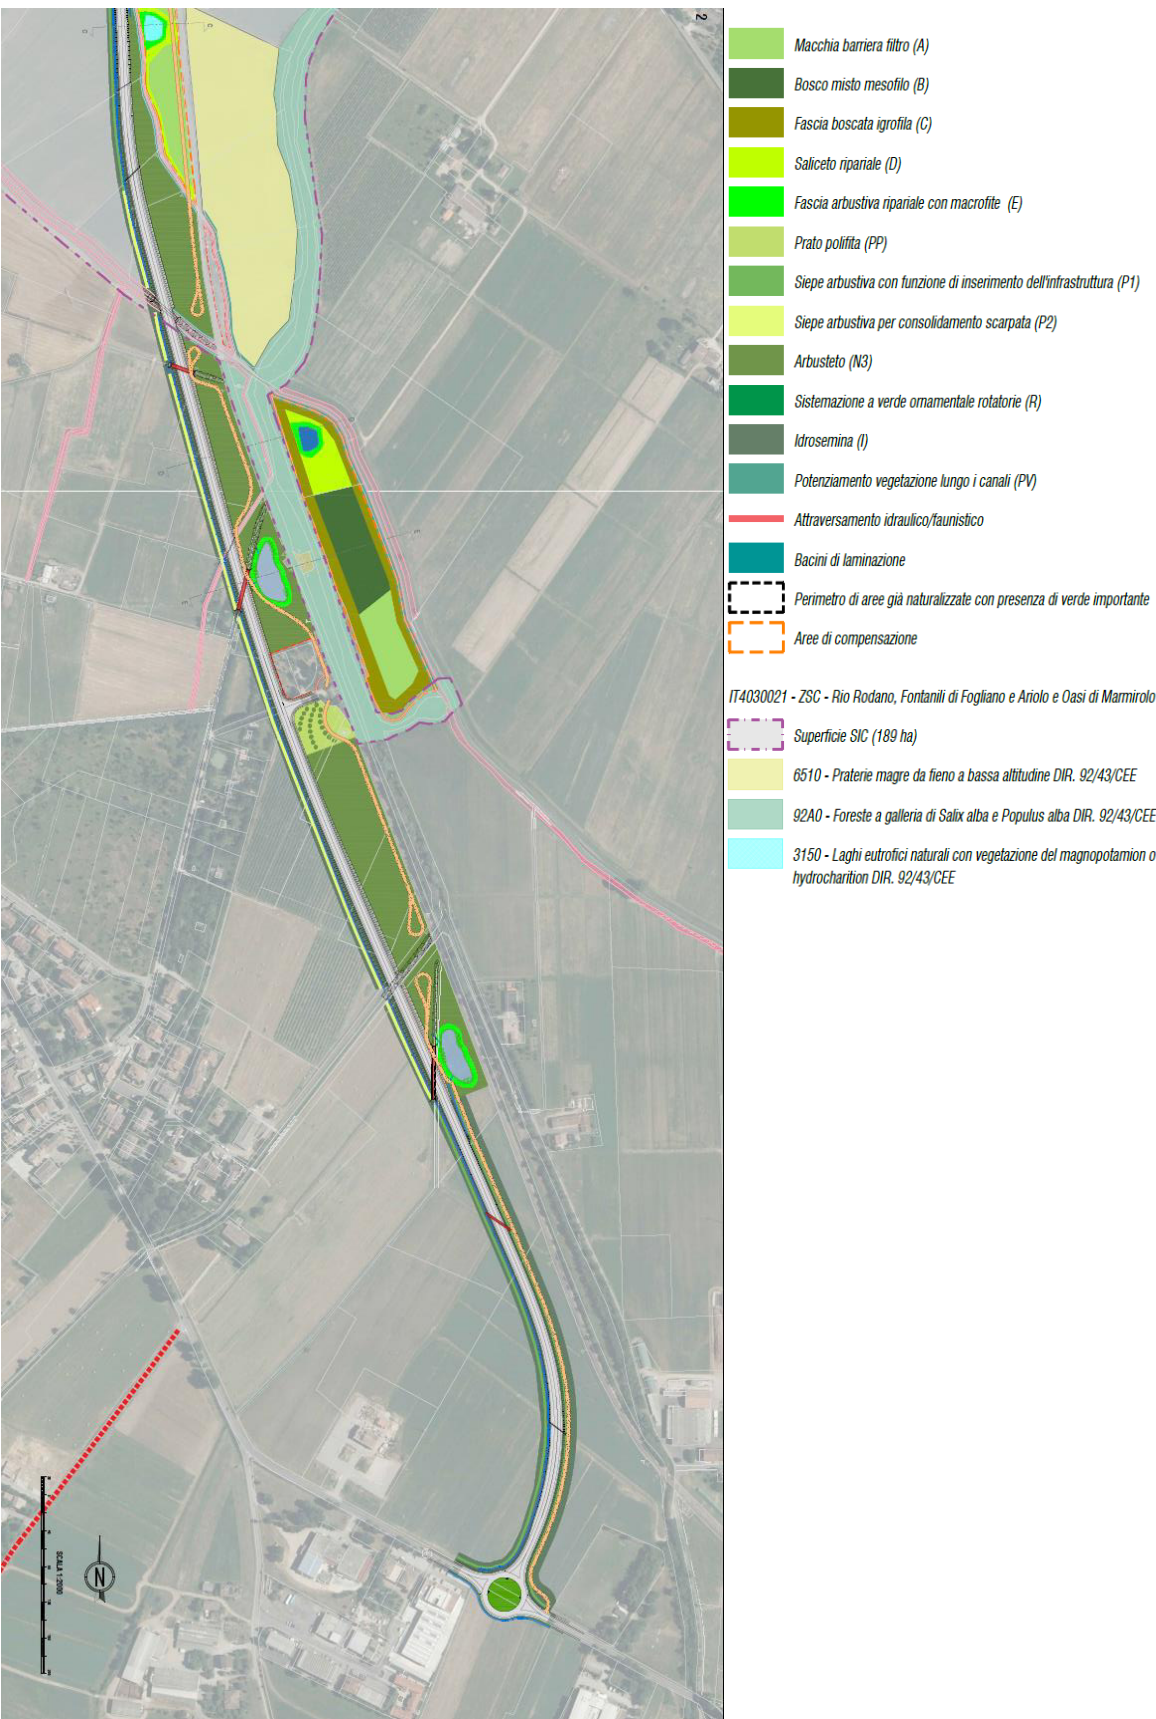 2
Macchia barriera filtro (A)
Bosco misto mesofilo (B)
Fascia boscata igrofila (C)
Saliceto ripariale (D)
Fascia arbustiva ripariale con macrofite (E)
Prato polifita (PP)
Siepe arbustiva con funzione di inserimento dell'infrastruttura (P1)
Siepe arbustiva per consolidamento scarpata (P2)
Arbusteto (N3)
Sistemazione a verde ornamentale rotatorie (R)
Idrosemina (I)
Potenziamento vegetazione lungo i canali (PV)
Attraversamento idraulico/faunistico
Bacini di laminazione
Perimetro di aree già naturalizzate con presenza di verde importante
Aree di compensazione
IT4030021 - ZSC - Rio Rodano, Fontanili di Fogliano e Ariolo e Oasi di Marmirolo
Superficie SIC (189 ha)
6510 - Praterie magre da fieno a bassa altitudine DIR. 92/43/CEE
92A0 - Foreste a galleria di Salix alba e Populus alba DIR. 92/43/CEE
3150 - Laghi eutrofici naturali con vegetazione del magnopotamion o
hydrocharition DIR. 92/43/CEE
SCALA 1:2000
N